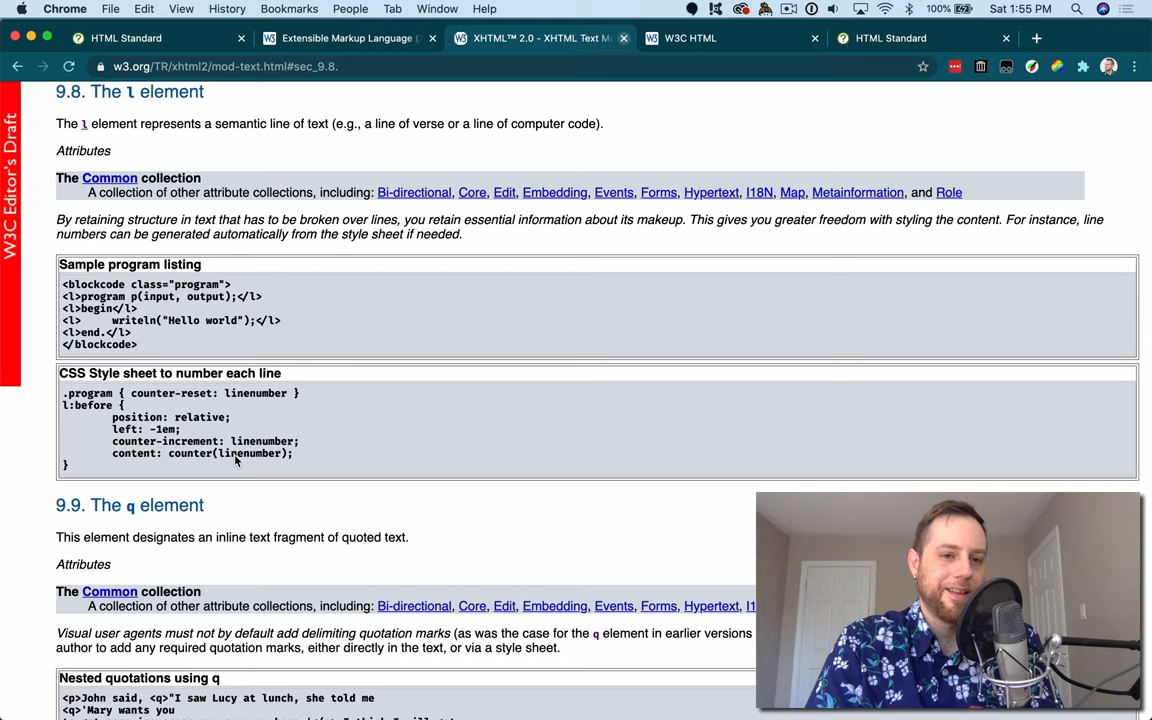 Chrome File Edit View History Bookmarks People Tab Window Help 100% Sat 1:55 PM
HTML Standard Extensible Markup Language ( XHTML™ 2.0 - XHTML Text M W3C HTML HTML Standard
w3.org/TR/xhtml2/mod-text.html#sec_9.8.
W3C Editor's Draft
9.8. The l element
The l element represents a semantic line of text (e.g., a line of verse or a line of computer code).
Attributes
The Common collection
A collection of other attribute collections, including: Bi-directional, Core, Edit, Embedding, Events, Forms, Hypertext, I18N, Map, Metainformation, and Role
By retaining structure in text that has to be broken over lines, you retain essential information about its makeup. This gives you greater freedom with styling the content. For instance, line
numbers can be generated automatically from the style sheet if needed.
Sample program listing
<blockcode class="program">
<l>program p(input, output);</l>
<l>begin</l>
<l>     writeln("Hello world");</l>
<l>end.</l>
</blockcode>
CSS Style sheet to number each line
.program { counter-reset: linenumber }
l:before {
position: relative;
left: -1em;
counter-increment: linenumber;
content: counter(linenumber);
}
9.9. The q element
This element designates an inline text fragment of quoted text.
Attributes
The Common collection
A collection of other attribute collections, including: Bi-directional, Core, Edit, Embedding, Events, Forms, Hypertext, I1
Visual user agents must not by default add delimiting quotation marks (as was the case for the q element in earlier versions
author to add any required quotation marks, either directly in the text, or via a style sheet.
Nested quotations using q
<p>John said, <q>"I saw Lucy at lunch, she told me
<q>'Mary wants you